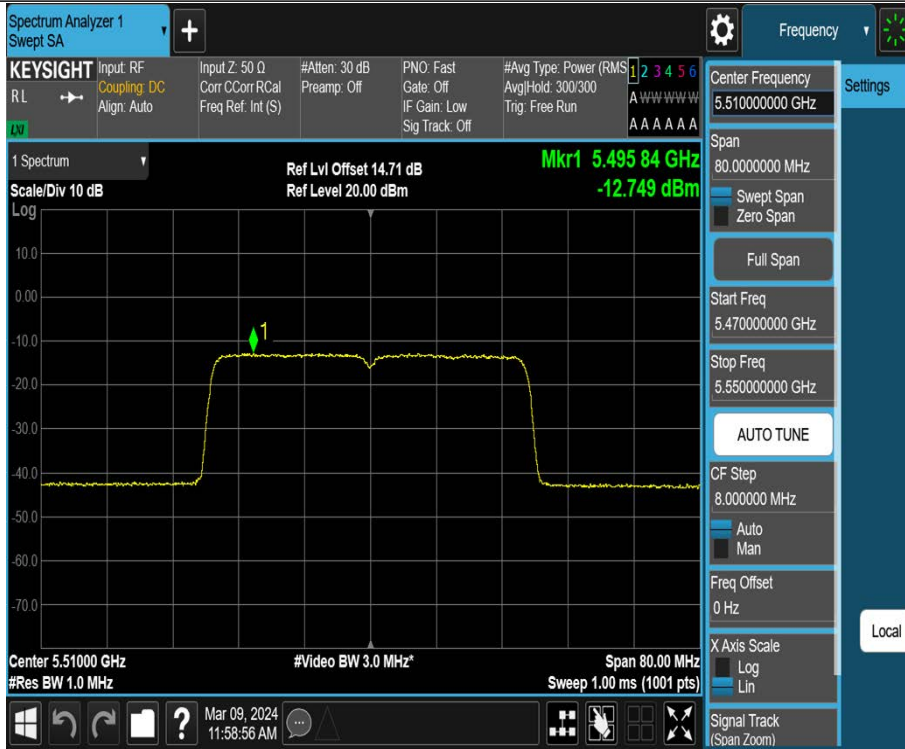 Spectrum Analyzer 1
Swept SA
+
Frequency
KEYSIGHT
R L
LXI
Input: RF
Coupling: DC
Align: Auto
Input Z: 50 Ω
Corr CCorr RCal
Freq Ref: Int (S)
#Atten: 30 dB
Preamp: Off
PNO: Fast
Gate: Off
IF Gain: Low
Sig Track: Off
#Avg Type: Power (RMS
Avg|Hold: 300/300
Trig: Free Run
1 2 3 4 5 6
A W W W W W
A A A A A A
Center Frequency
5.510000000 GHz
Settings
1 Spectrum
Scale/Div 10 dB
Log
Ref Lvl Offset 14.71 dB
Ref Level 20.00 dBm
Mkr1 5.495 84 GHz
-12.749 dBm
Span
80.0000000 MHz
Swept Span
Zero Span
Full Span
Start Freq
5.470000000 GHz
Stop Freq
5.550000000 GHz
AUTO TUNE
CF Step
8.000000 MHz
Auto
Man
Freq Offset
0 Hz
X Axis Scale
Log
Lin
Signal Track
(Span Zoom)
Local
10.0
0.00
-10.0
-20.0
-30.0
-40.0
-50.0
-60.0
-70.0
1
Center 5.51000 GHz
#Res BW 1.0 MHz
#Video BW 3.0 MHz*
Span 80.00 MHz
Sweep 1.00 ms (1001 pts)
?
Mar 09, 2024
11:58:56 AM